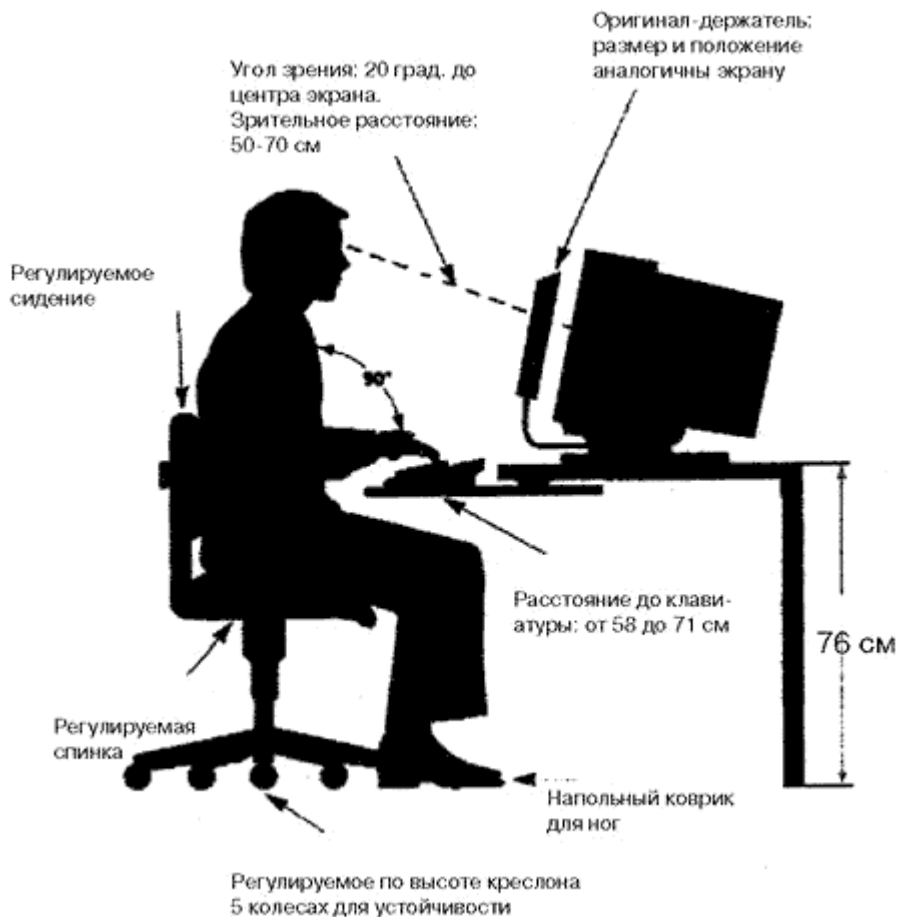 Оригинал-держатель:
размер и положение
аналогичны экрану
Угол зрения: 20 град. до
центра экрана.
Зрительное расстояние:
50-70 см
Регулируемое
сидение
90°
Расстояние до клави-
атуры: от 58 до 71 см
76 см
Регулируемая
спинка
Напольный коврик
для ног
Регулируемое по высоте креслона
5 колесах для устойчивости